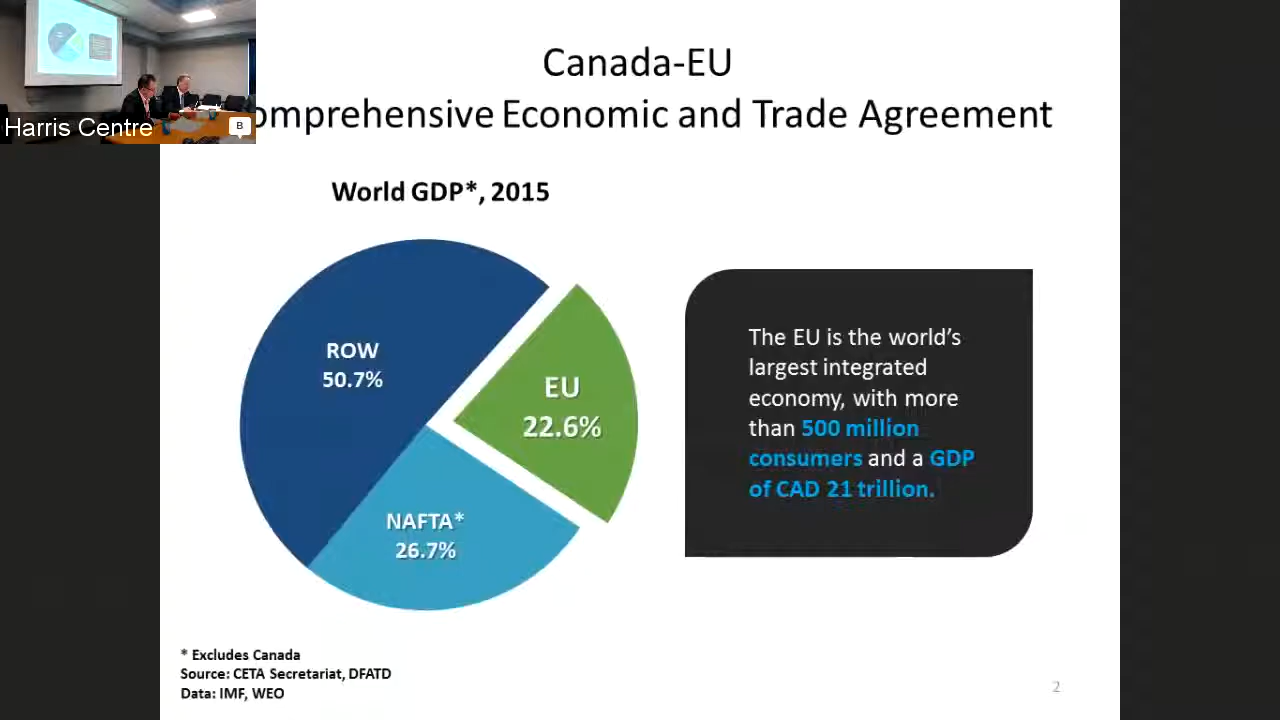 Harris Centre
B
Canada-EU
omprehensive Economic and Trade Agreement
World GDP*, 2015
ROW
50.7%
EU
22.6%
NAFTA*
26.7%
The EU is the world's
largest integrated
economy, with more
than 500 million
consumers and a GDP
of CAD 21 trillion.
* Excludes Canada
Source: CETA Secretariat, DFATD
Data: IMF, WEO
2